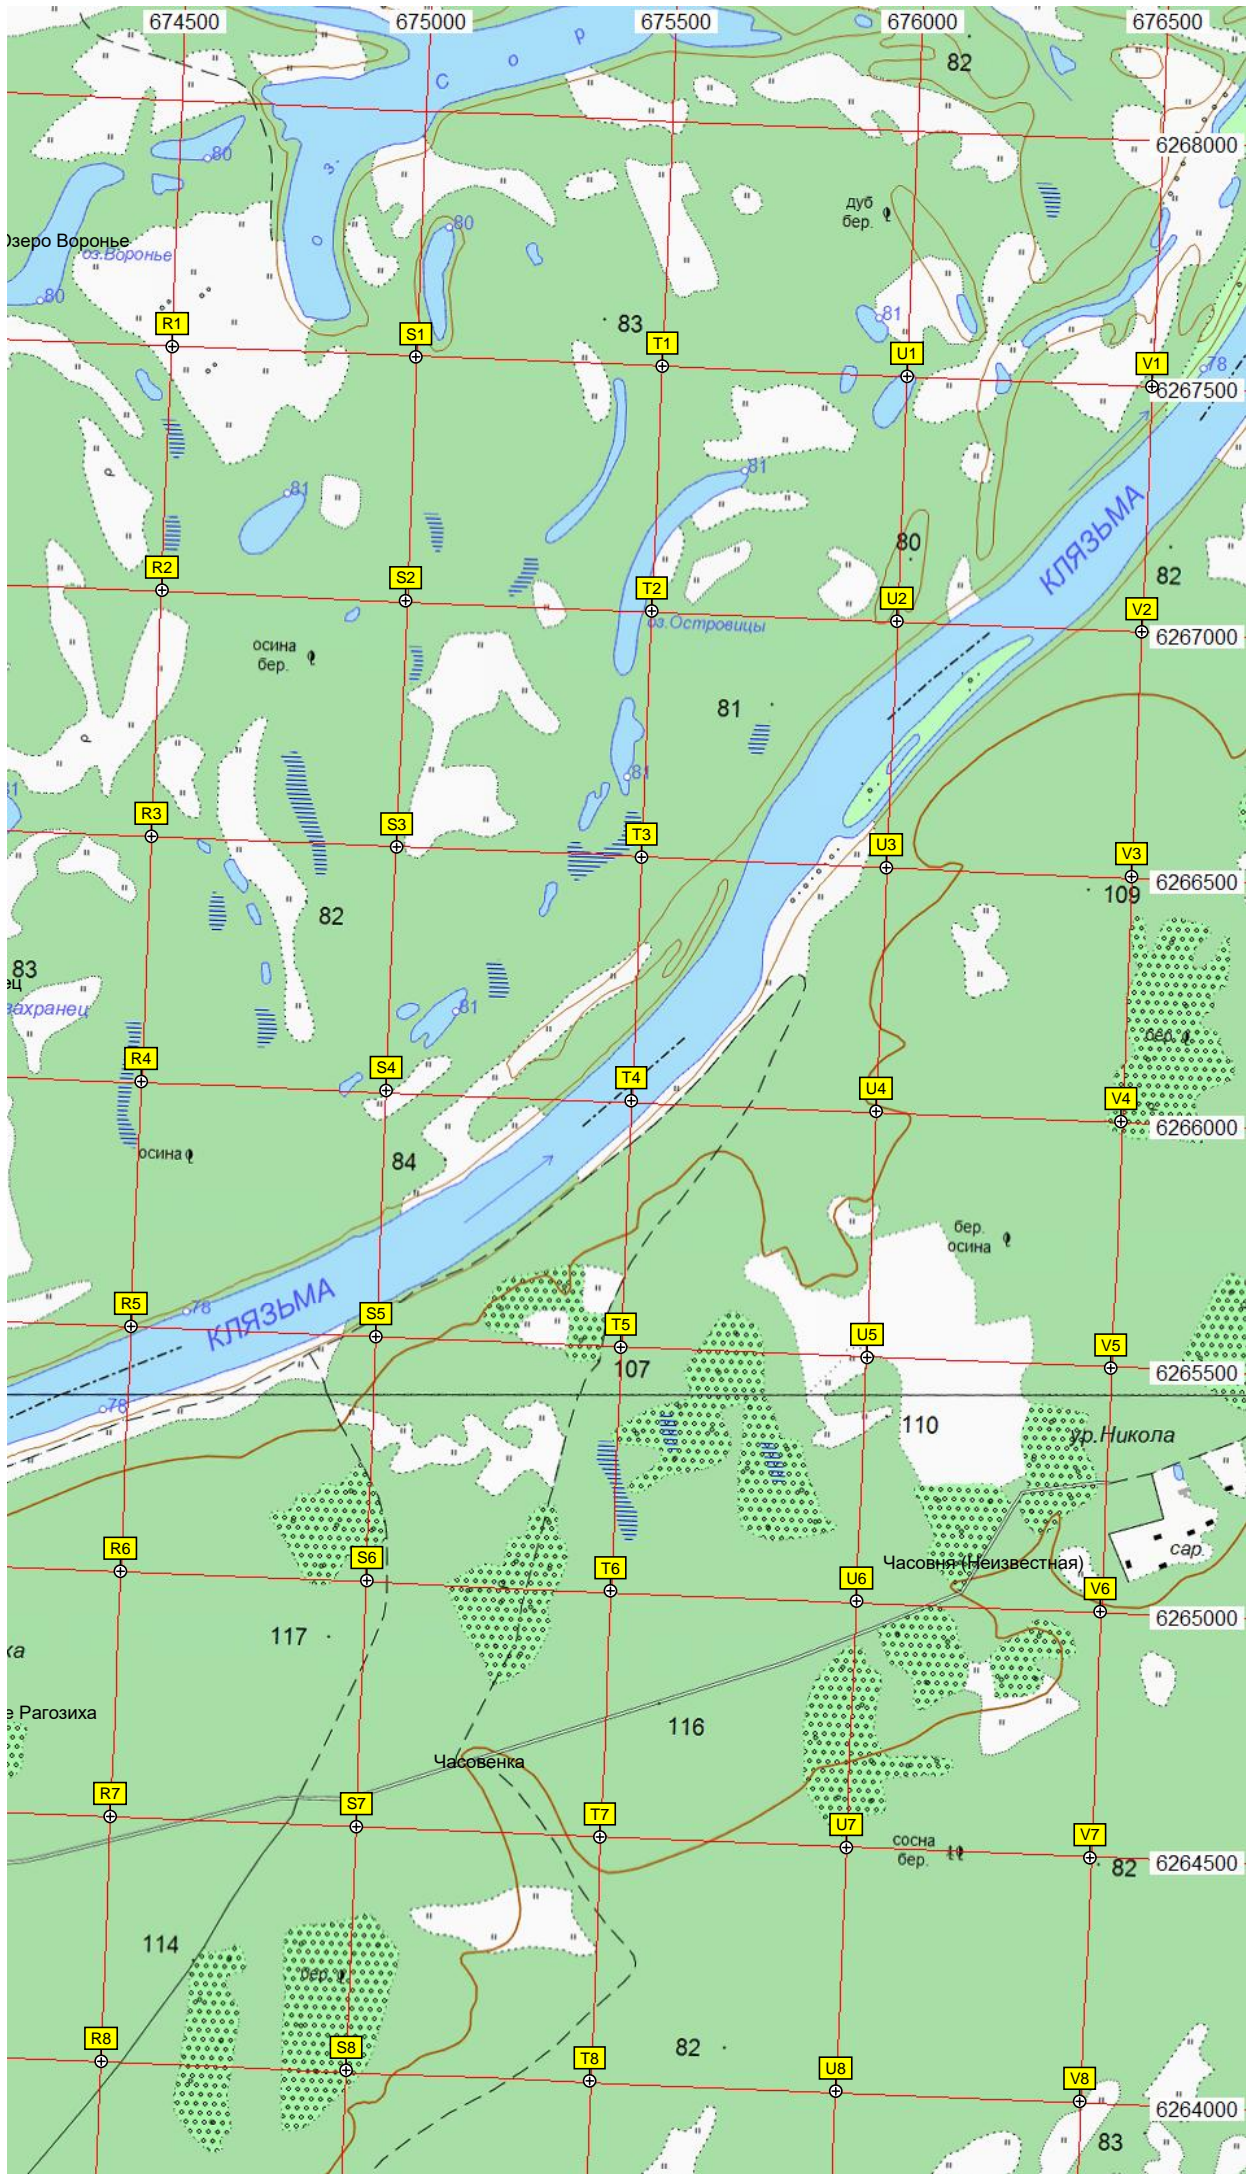 674500 675000 675500 676000 676500
С о р
82
80
6268000
з.
о
дуб
бер.
80
Озеро Воронье
оз.Воронье
80
81
83
R1
S1
T1
U1
V1
78
6267500
р
81
81
КЛЯЗЬМА
80
82
R2
S2
T2
U2
V2
оз.Островицы
6267000
осина
бер.
81
р
81
81
R3
S3
T3
U3
V3
6266500
109
82
83
ец
захранец
81
бер.
R4
S4
T4
U4
V4
6266000
осина
84
бер.
осина
КЛЯЗЬМА
78
R5
S5
T5
U5
V5
107
6265500
78
110
ур.Никола
сар.
R6
S6
T6
U6
Часовня (Неизвестная)
V6
6265000
117
ка
е Рагозиха
116
Часовенка
R7
S7
T7
U7
V7
сосна
бер.
82
6264500
114
бер.
R8
S8
T8
82
U8
V8
6264000
83